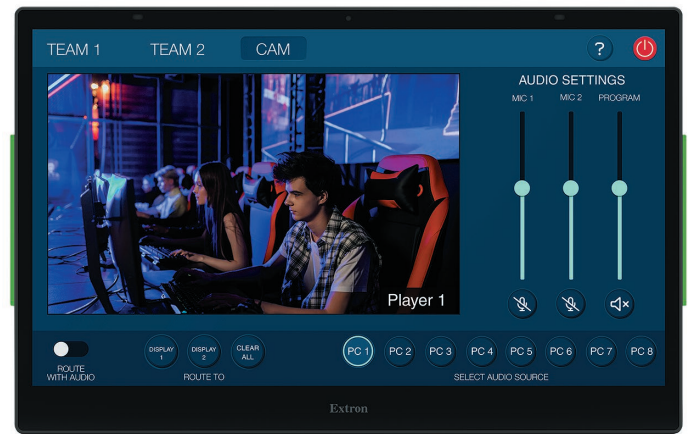 TEAM 1
TEAM 2
CAM
?
AUDIO SETTINGS
MIC 1
MIC 2
PROGRAM
Player 1
ROUTE
WITH AUDIO
DISPLAY
1
DISPLAY
2
CLEAR
ALL
ROUTE TO
PC 1
PC 2
PC 3
PC 4
PC 5
PC 6
PC 7
PC 8
SELECT AUDIO SOURCE
Extron